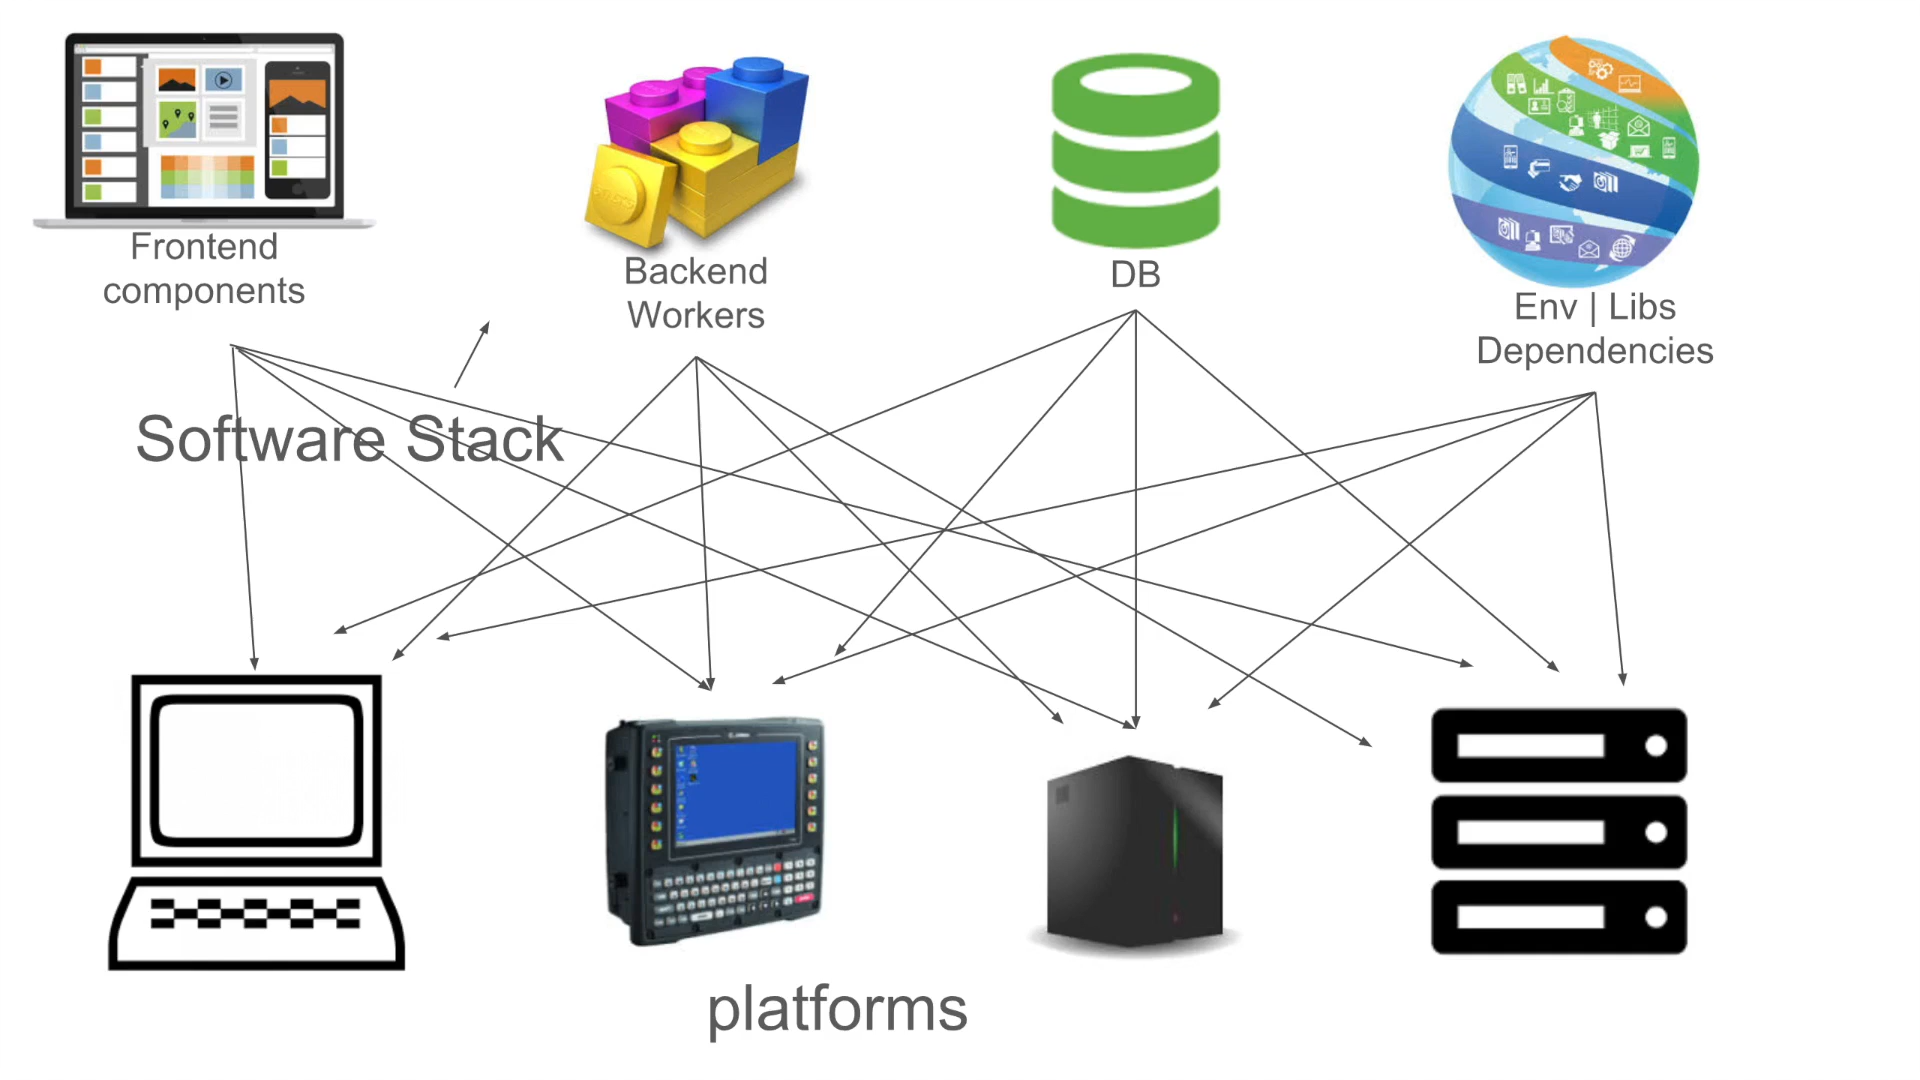 Frontend
components
Backend
Workers
DB
Env | Libs
Dependencies
Software Stack
platforms